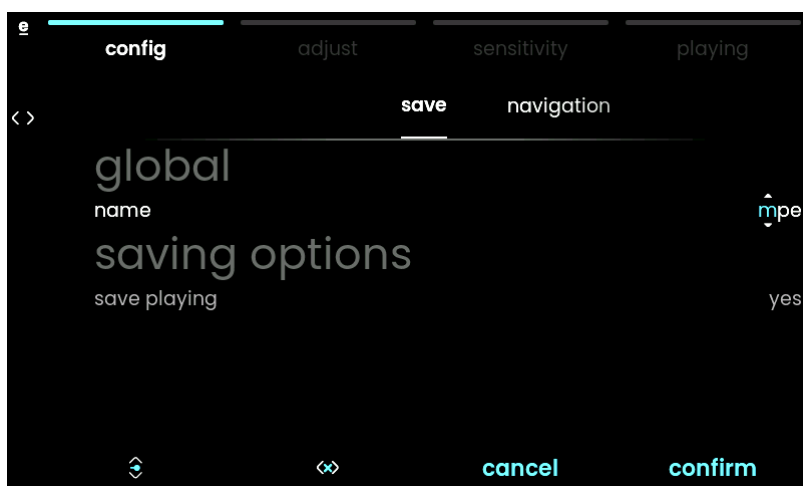 e
config adjust sensitivity playing
save navigation
global
name mpe
saving options
save playing yes
cancel confirm